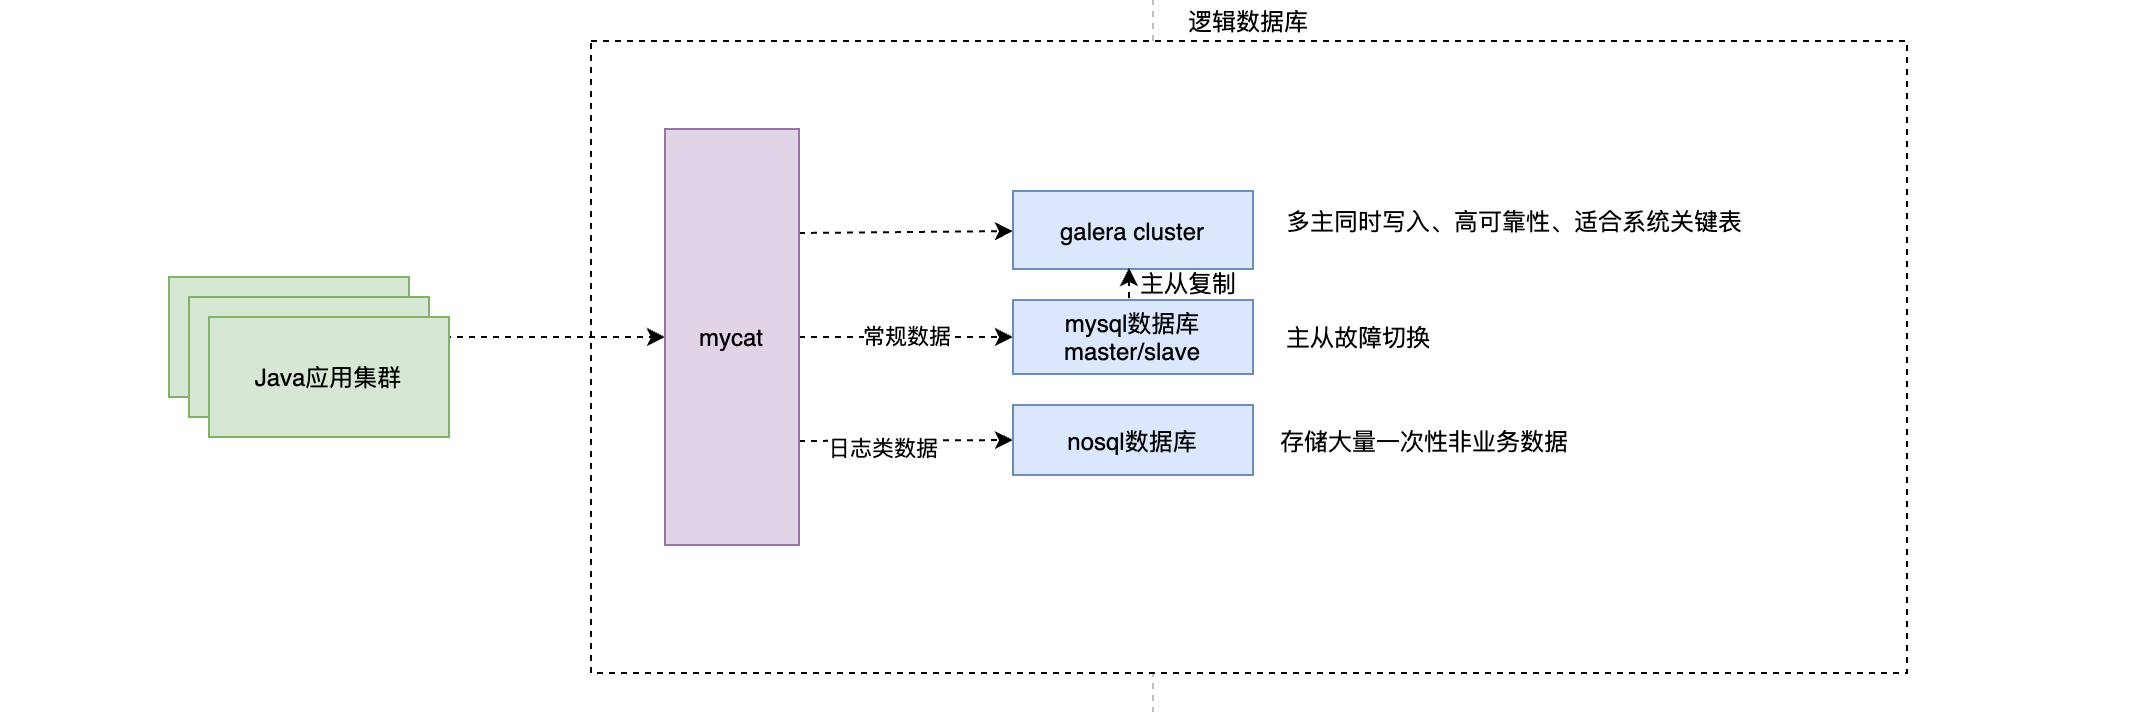 逻辑数据库
galera cluster
多主同时写入、高可靠性、适合系统关键表
主从复制
Java应用集群
mycat
常规数据
mysql数据库
master/slave
主从故障切换
日志类数据
nosql数据库
存储大量一次性非业务数据